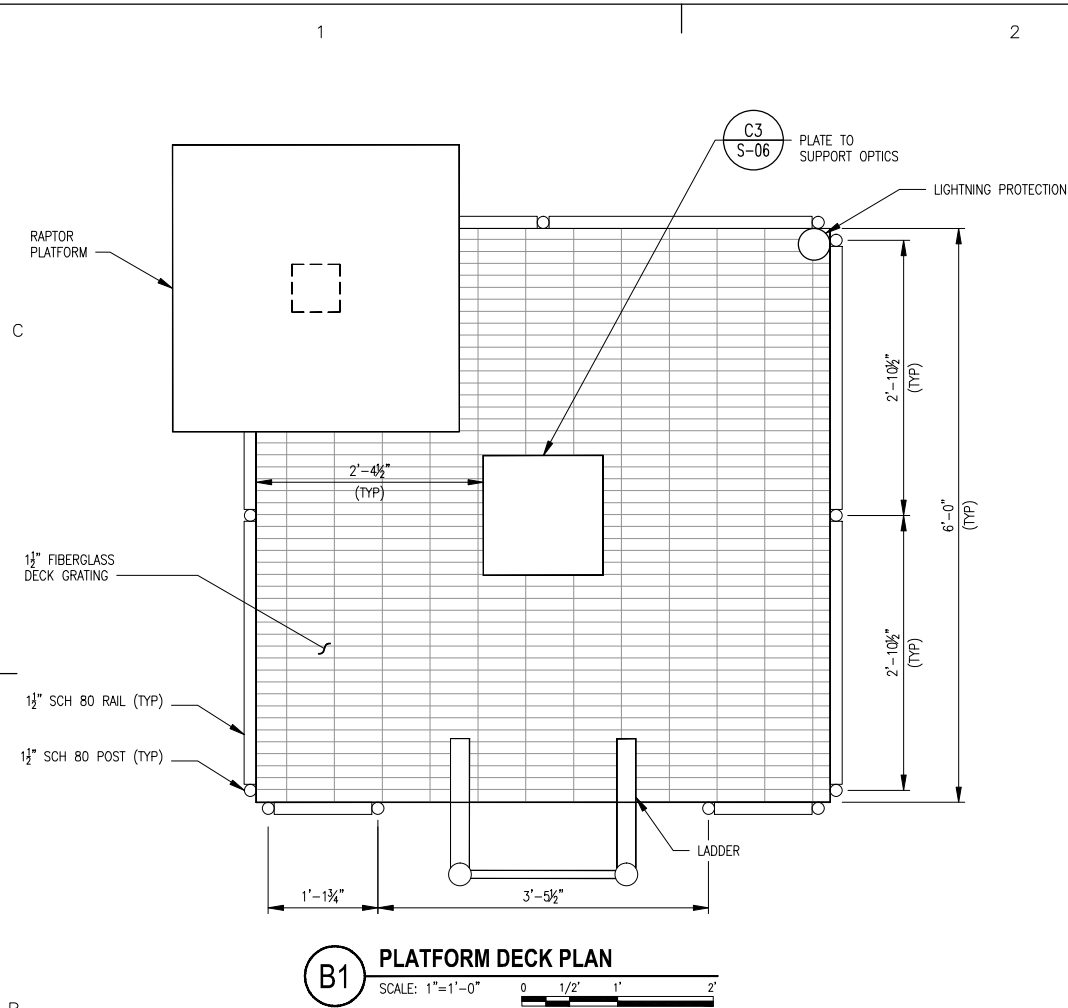 1
2
C3
S-06
PLATE TO
SUPPORT OPTICS
LIGHTNING PROTECTION
RAPTOR
PLATFORM
C
2'-10½"
(TYP)
2'-4½"
(TYP)
6'-0"
(TYP)
1½" FIBERGLASS
DECK GRATING
2'-10½"
(TYP)
1½" SCH 80 RAIL (TYP)
1½" SCH 80 POST (TYP)
LADDER
1'-1¾"
3'-5½"
B1
PLATFORM DECK PLAN
SCALE: 1"=1'-0"
0 1/2' 1' 2'
B